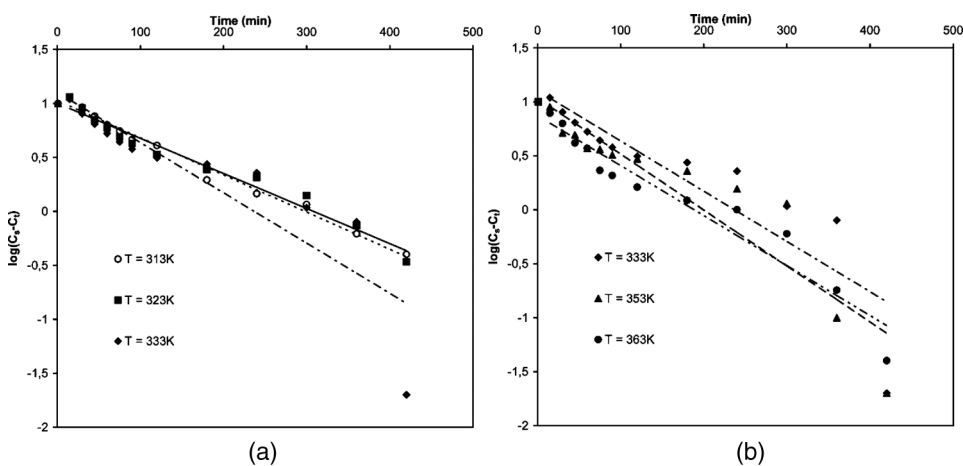 Time (min)
0 100 200 300 400 500
1,5
1
0,5
0
-0,5
-1
-1,5
-2
log(Cₑ-Cₜ)
T = 313K
T = 323K
T = 333K
(a)
Time (min)
0 100 200 300 400 500
1,5
1
0,5
0
-0,5
-1
-1,5
-2
log(Cₑ-Cₜ)
T = 333K
T = 353K
T = 363K
(b)